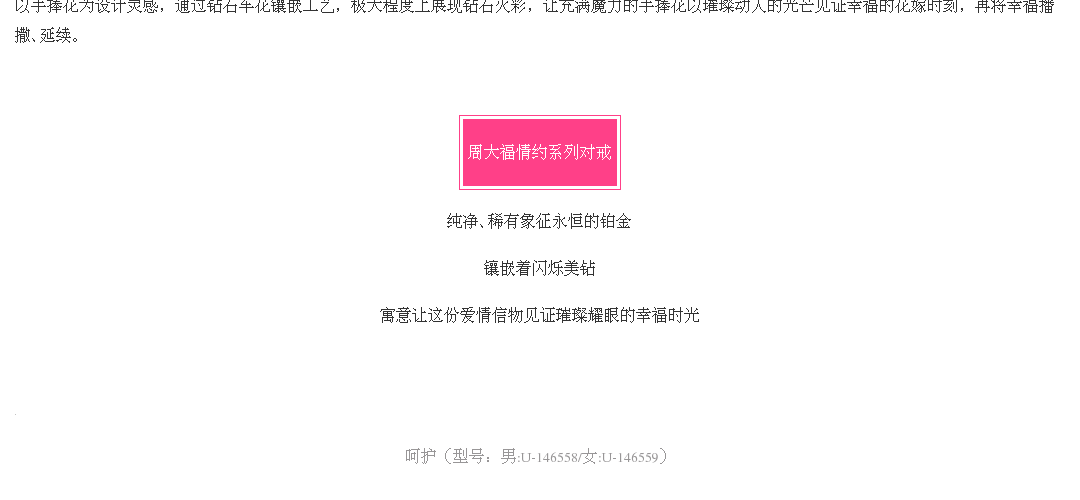 以手捧花为设计灵感，通过钻石车花镶嵌工艺，极大程度上展现钻石火彩，让充满魔力的手捧花以璀璨动人的光芒见证幸福的花嫁时刻，再将幸福播
撒、延续。
周大福情约系列对戒
纯净、稀有象征永恒的铂金
镶嵌着闪烁美钻
寓意让这份爱情信物见证璀璨耀眼的幸福时光
呵护（型号：男:U-146558/女:U-146559）